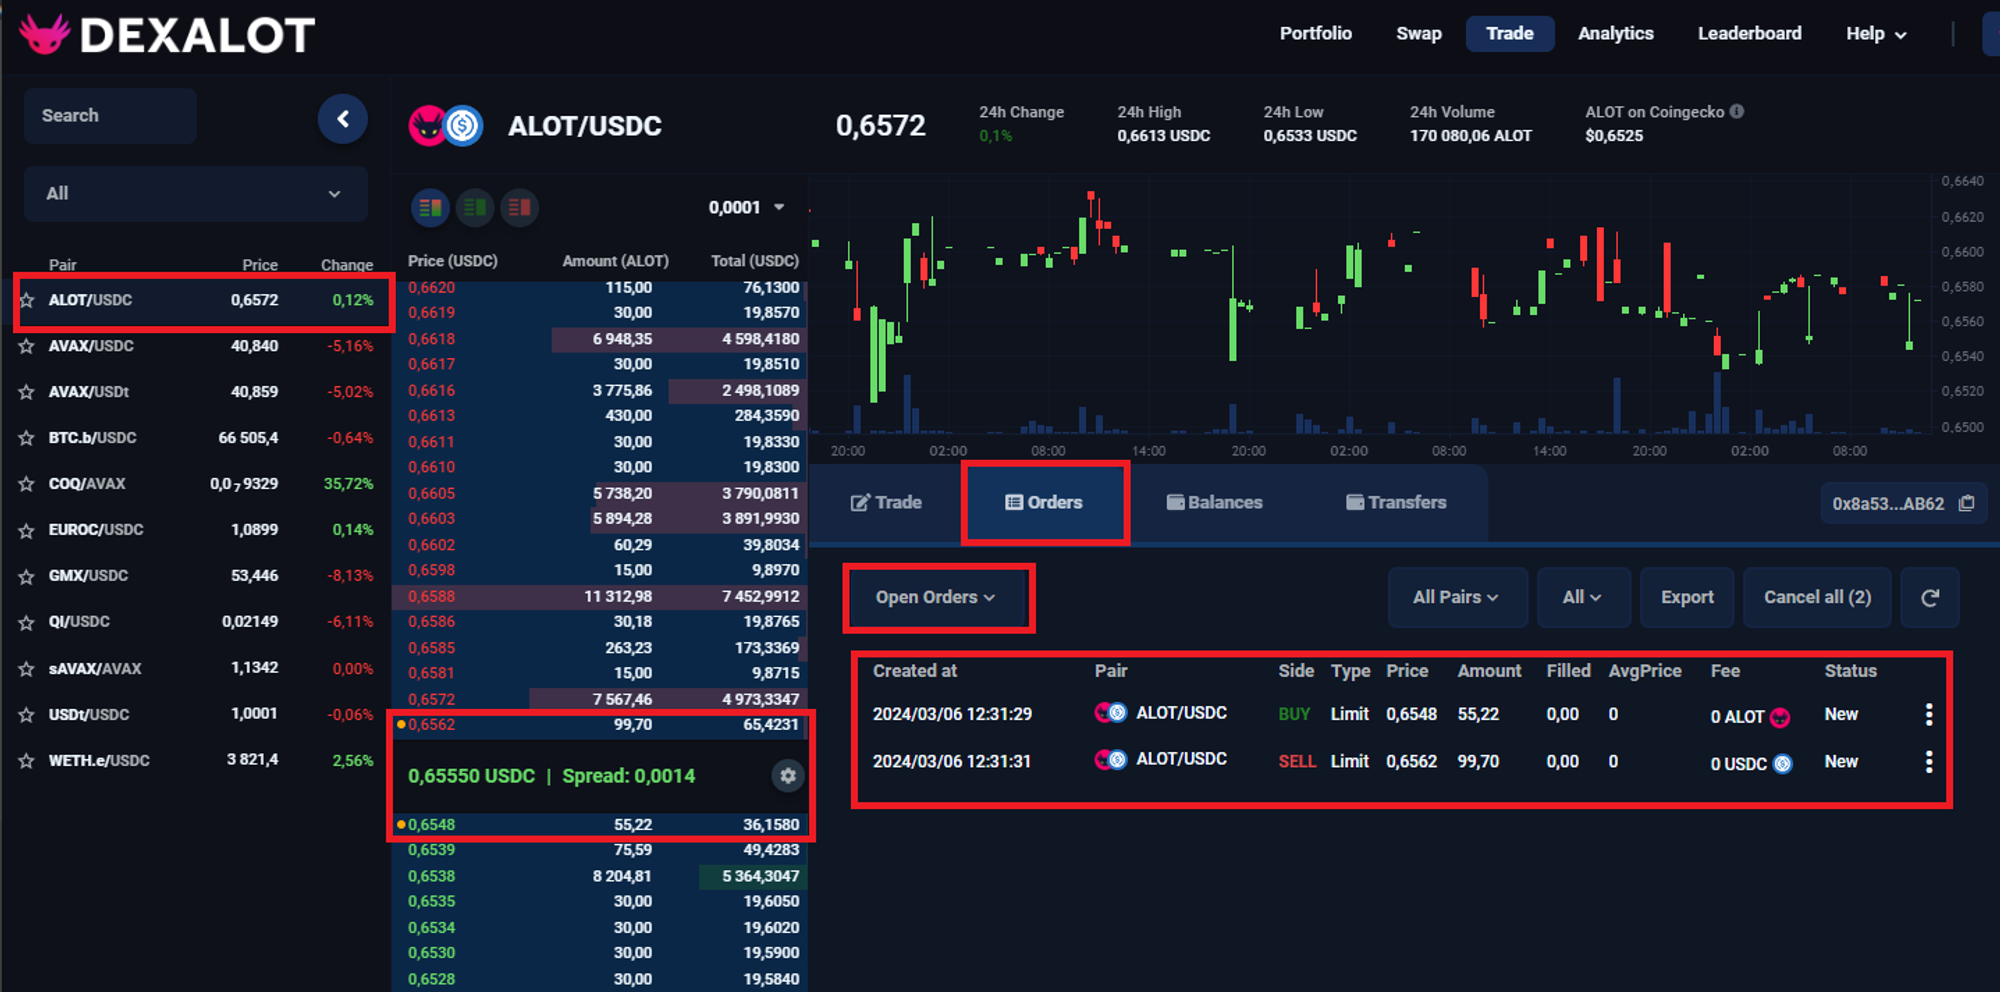 DEXALOT
Portfolio Swap Trade Analytics Leaderboard Help
Search
All
Pair Price Change
ALOT/USDC 0,6572 0,12%
AVAX/USDC 40,840 -5,16%
AVAX/USDt 40,859 -5,02%
BTC.b/USDC 66 505,4 -0,64%
COQ/AVAX 0,0₇9329 35,72%
EUROC/USDC 1,0899 0,14%
GMX/USDC 53,446 -8,13%
QI/USDC 0,02149 -6,11%
sAVAX/AVAX 1,1342 0,00%
USDt/USDC 1,0001 -0,06%
WETH.e/USDC 3 821,4 2,56%
ALOT/USDC 0,6572
24h Change 24h High 24h Low 24h Volume ALOT on Coingecko
0,1% 0,6613 USDC 0,6533 USDC 170 080,06 ALOT $0,6525
0,0001
Price (USDC) Amount (ALOT) Total (USDC)
0,6620 115,00 76,1300
0,6619 30,00 19,8570
0,6618 6 948,35 4 598,4180
0,6617 30,00 19,8510
0,6616 3 775,86 2 498,1089
0,6613 430,00 284,3590
0,6611 30,00 19,8330
0,6610 30,00 19,8300
0,6605 5 738,20 3 790,0811
0,6603 5 894,28 3 891,9930
0,6602 60,29 39,8034
0,6598 15,00 9,8970
0,6588 11 312,98 7 452,9912
0,6586 30,18 19,8765
0,6585 263,23 173,3369
0,6581 15,00 9,8715
0,6572 7 567,46 4 973,3347
0,6562 99,70 65,4231
0,65550 USDC | Spread: 0,0014
0,6548 55,22 36,1580
0,6539 75,59 49,4283
0,6538 8 204,81 5 364,3047
0,6535 30,00 19,6050
0,6534 30,00 19,6020
0,6530 30,00 19,5900
0,6528 30,00 19,5840
0,6640
0,6620
0,6600
0,6580
0,6560
0,6540
0,6520
0,6500
20:00 02:00 08:00 14:00 20:00 02:00 08:00 14:00 20:00 02:00 08:00
Trade Orders Balances Transfers
0x8a53...AB62
Open Orders All Pairs All Export Cancel all (2)
Created at Pair Side Type Price Amount Filled AvgPrice Fee Status
2024/03/06 12:31:29 ALOT/USDC BUY Limit 0,6548 55,22 0,00 0 0 ALOT New
2024/03/06 12:31:31 ALOT/USDC SELL Limit 0,6562 99,70 0,00 0 0 USDC New